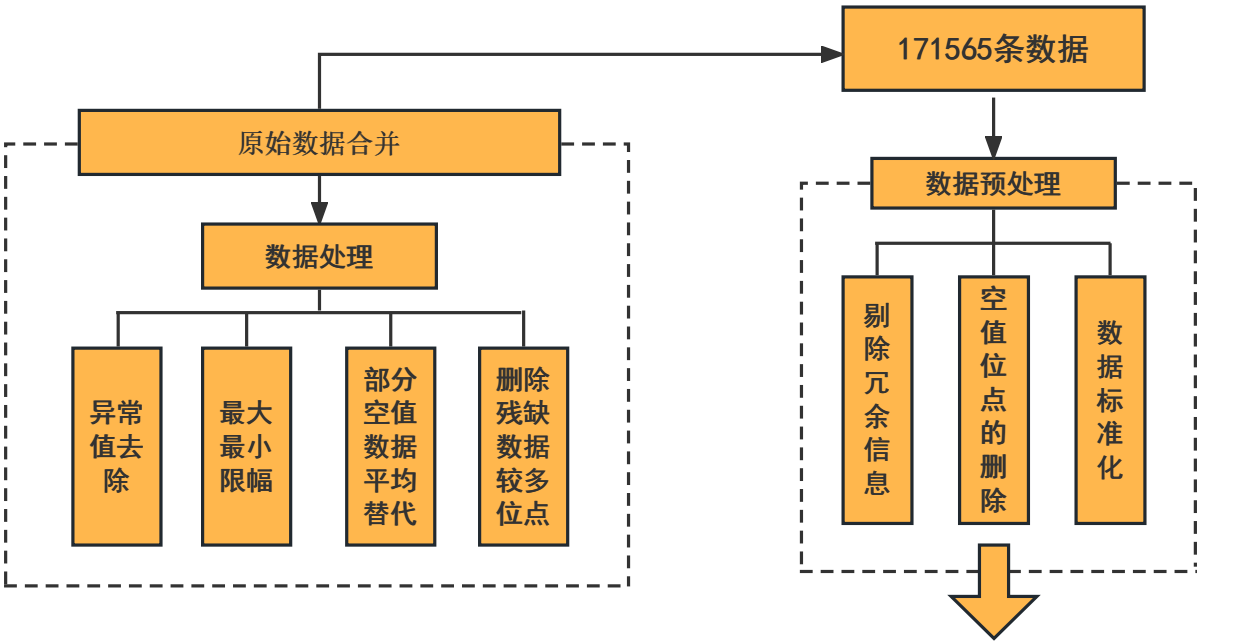 171565条数据
原始数据合并
数据预处理
数据处理
异常
值去
除
最大
最小
限幅
部分
空值
数据
平均
替代
删除
残缺
数据
较多
位点
剔
除
冗
余
信
息
空
值
位
点
的
删
除
数
据
标
准
化